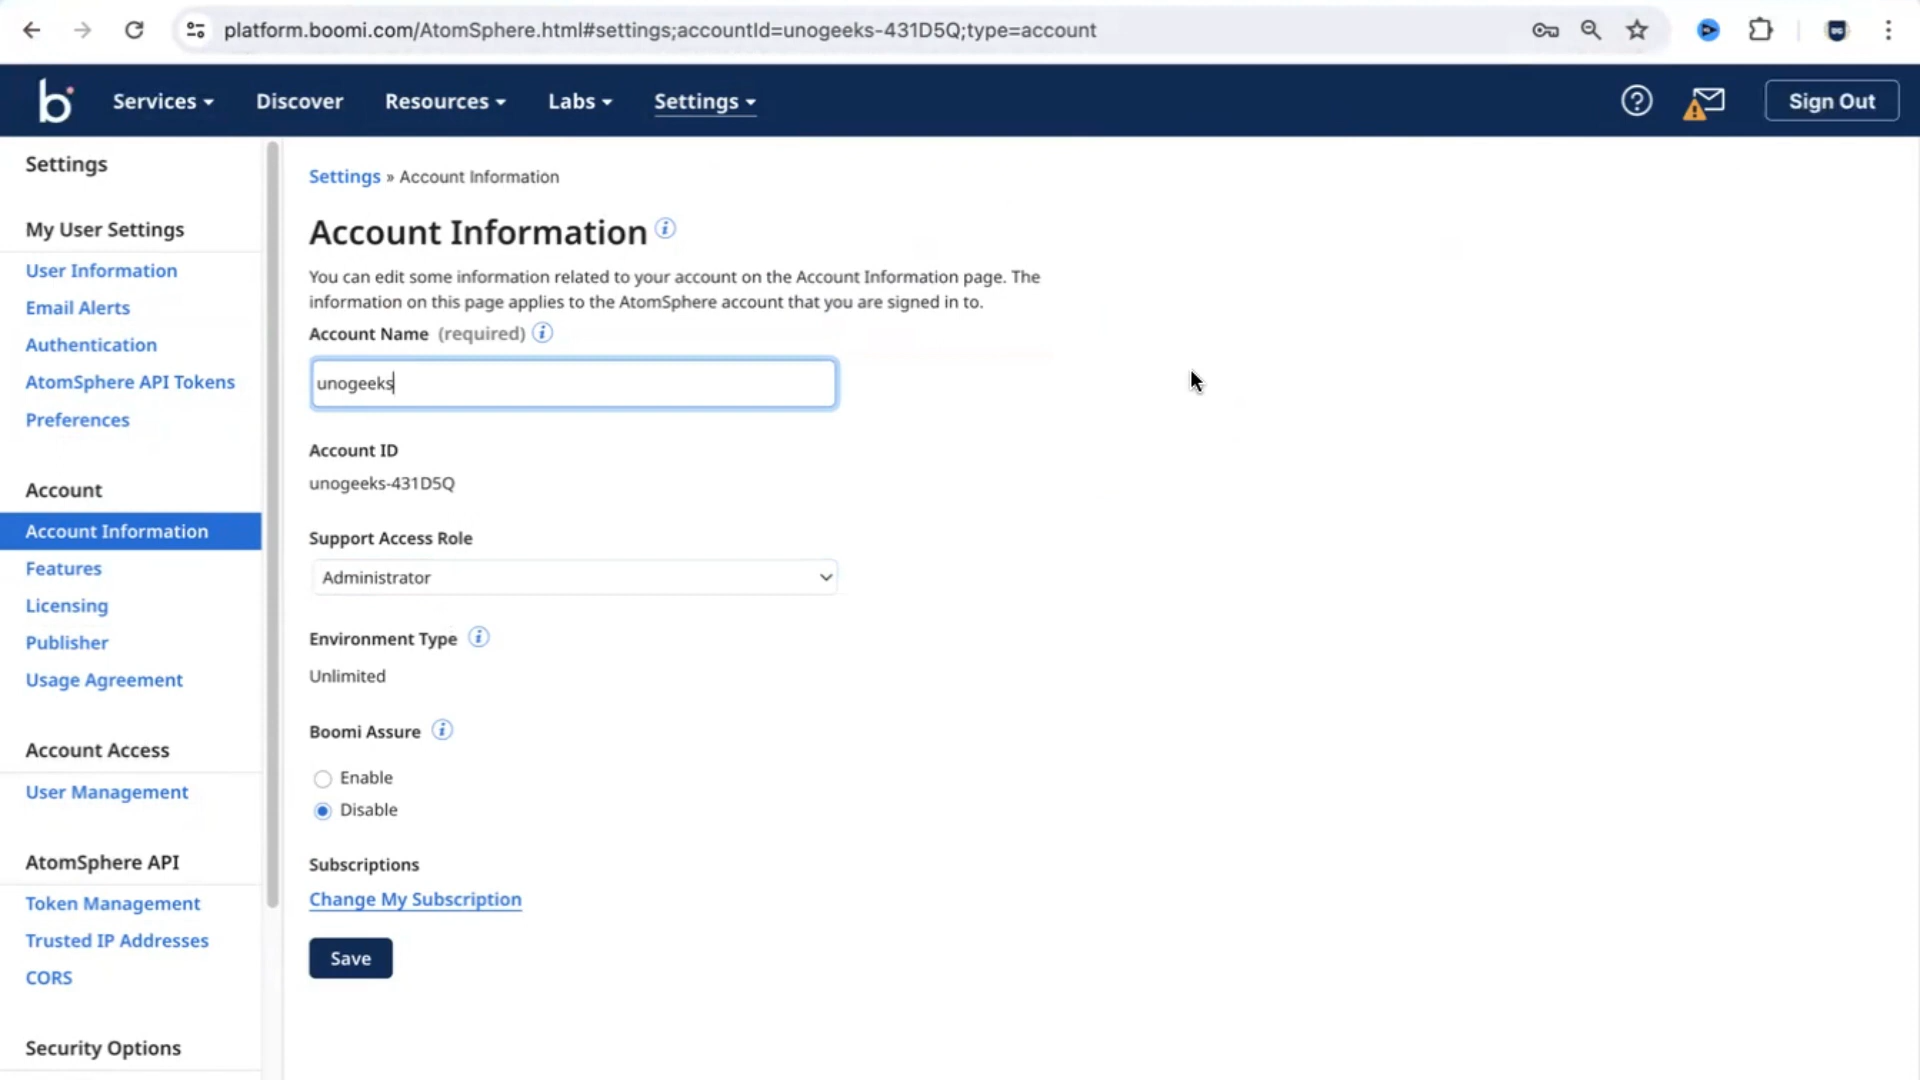 platform.boomi.com/AtomSphere.html#settings;accountId=unogeeks-431D5Q;type=account
b Services Discover Resources Labs Settings Sign Out
Settings
My User Settings
User Information
Email Alerts
Authentication
AtomSphere API Tokens
Preferences
Account
Account Information
Features
Licensing
Publisher
Usage Agreement
Account Access
User Management
AtomSphere API
Token Management
Trusted IP Addresses
CORS
Security Options
Settings » Account Information
Account Information
You can edit some information related to your account on the Account Information page. The
information on this page applies to the AtomSphere account that you are signed in to.
Account Name (required)
unogeeks
Account ID
unogeeks-431D5Q
Support Access Role
Administrator
Environment Type
Unlimited
Boomi Assure
Enable
Disable
Subscriptions
Change My Subscription
Save